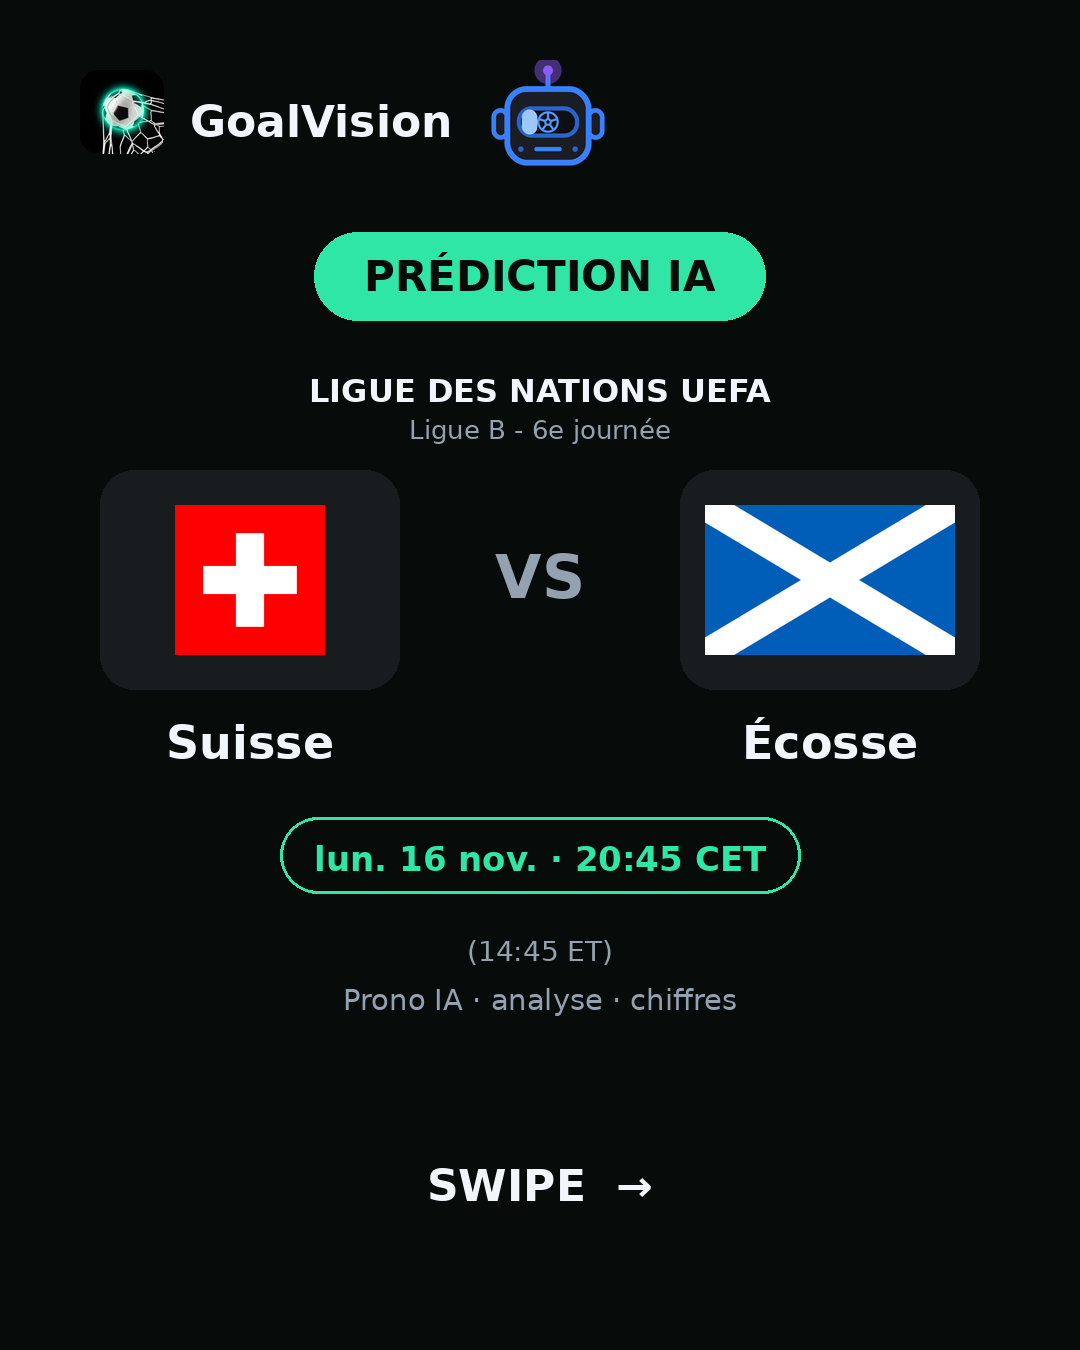 GoalVision
PRÉDICTION IA
LIGUE DES NATIONS UEFA
Ligue B - 6e journée
VS
Suisse
Écosse
lun. 16 nov. · 20:45 CET
(14:45 ET)
Prono IA · analyse · chiffres
SWIPE →